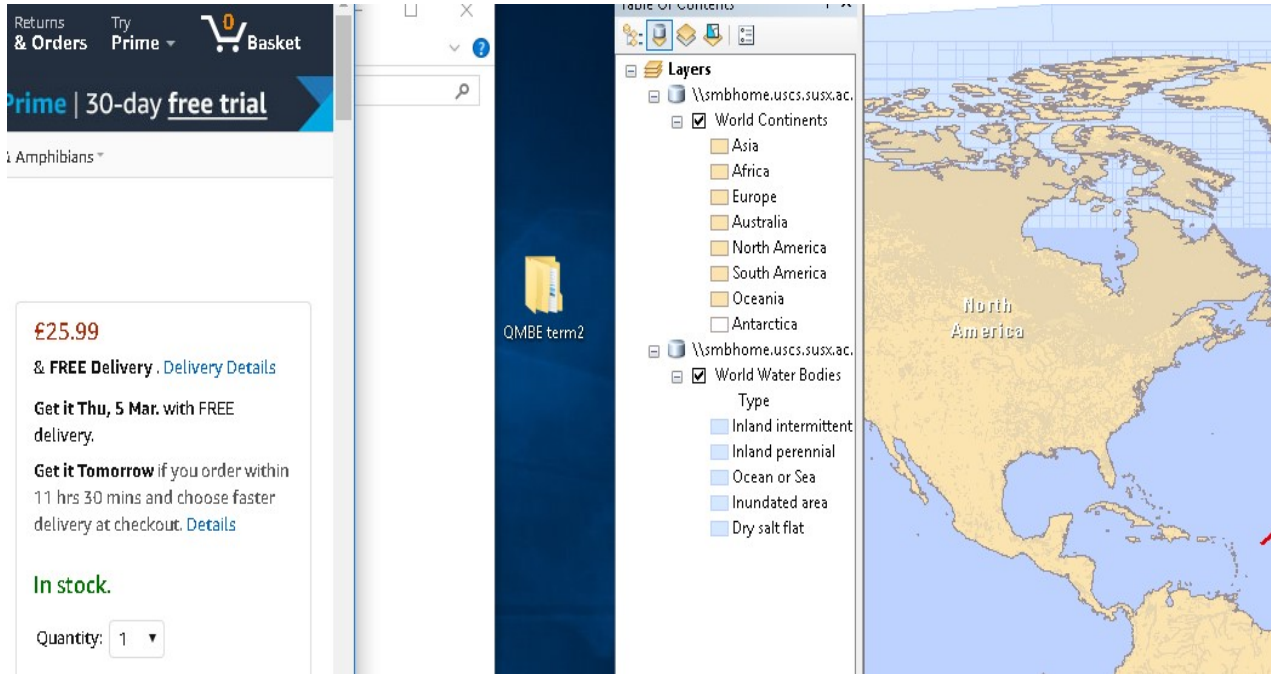 Returns
& Orders
Try
Prime
0
Basket
Prime | 30-day free trial
& Amphibians
£25.99
& FREE Delivery . Delivery Details
Get it Thu, 5 Mar. with FREE
delivery.
Get it Tomorrow if you order within
11 hrs 30 mins and choose faster
delivery at checkout. Details
In stock.
Quantity: 1
QMBE term2
Table Of Contents
Layers
\\smbhome.uscs.susx.ac.
World Continents
Asia
Africa
Europe
Australia
North America
South America
Oceania
Antarctica
\\smbhome.uscs.susx.ac.
World Water Bodies
Type
Inland intermittent
Inland perennial
Ocean or Sea
Inundated area
Dry salt flat
North
America